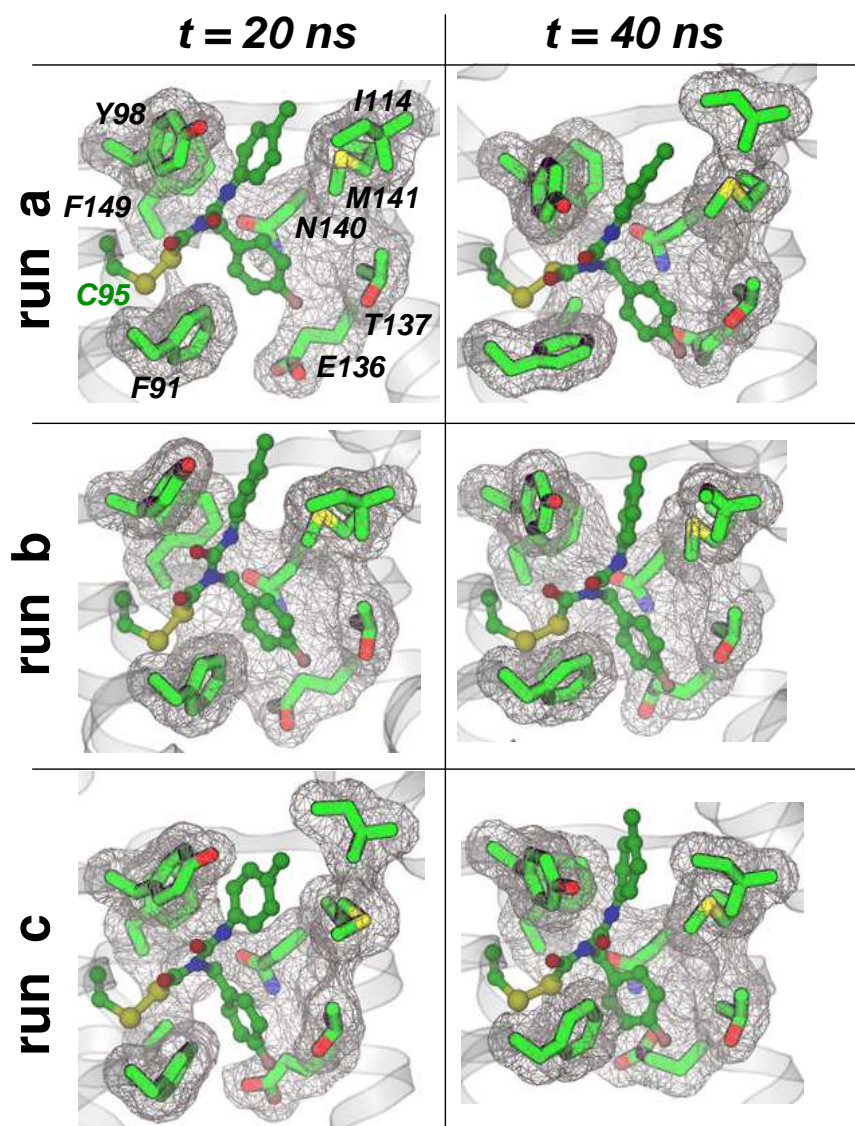 t = 20 ns
t = 40 ns
run a
Y98
I114
F149
M141
N140
C95
T137
E136
F91
run b
run c